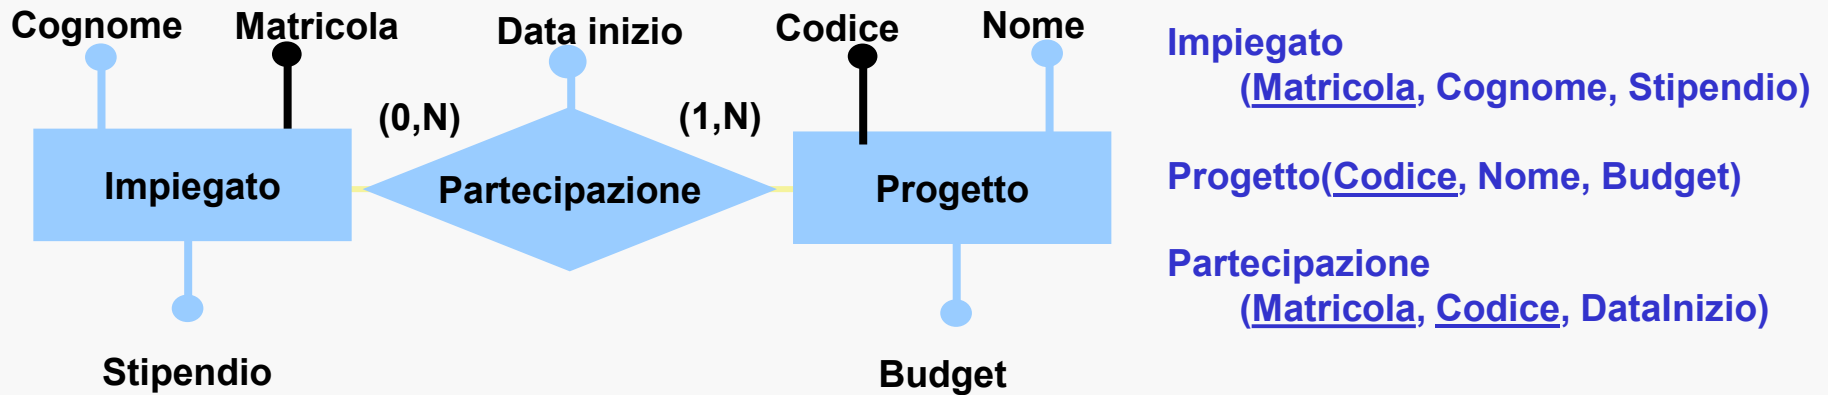 Cognome
Matricola
Data inizio
Codice
Nome
(0,N)
(1,N)
Impiegato
Partecipazione
Progetto
Stipendio
Budget
Impiegato
(Matricola, Cognome, Stipendio)
Progetto(Codice, Nome, Budget)
Partecipazione
(Matricola, Codice, DataInizio)